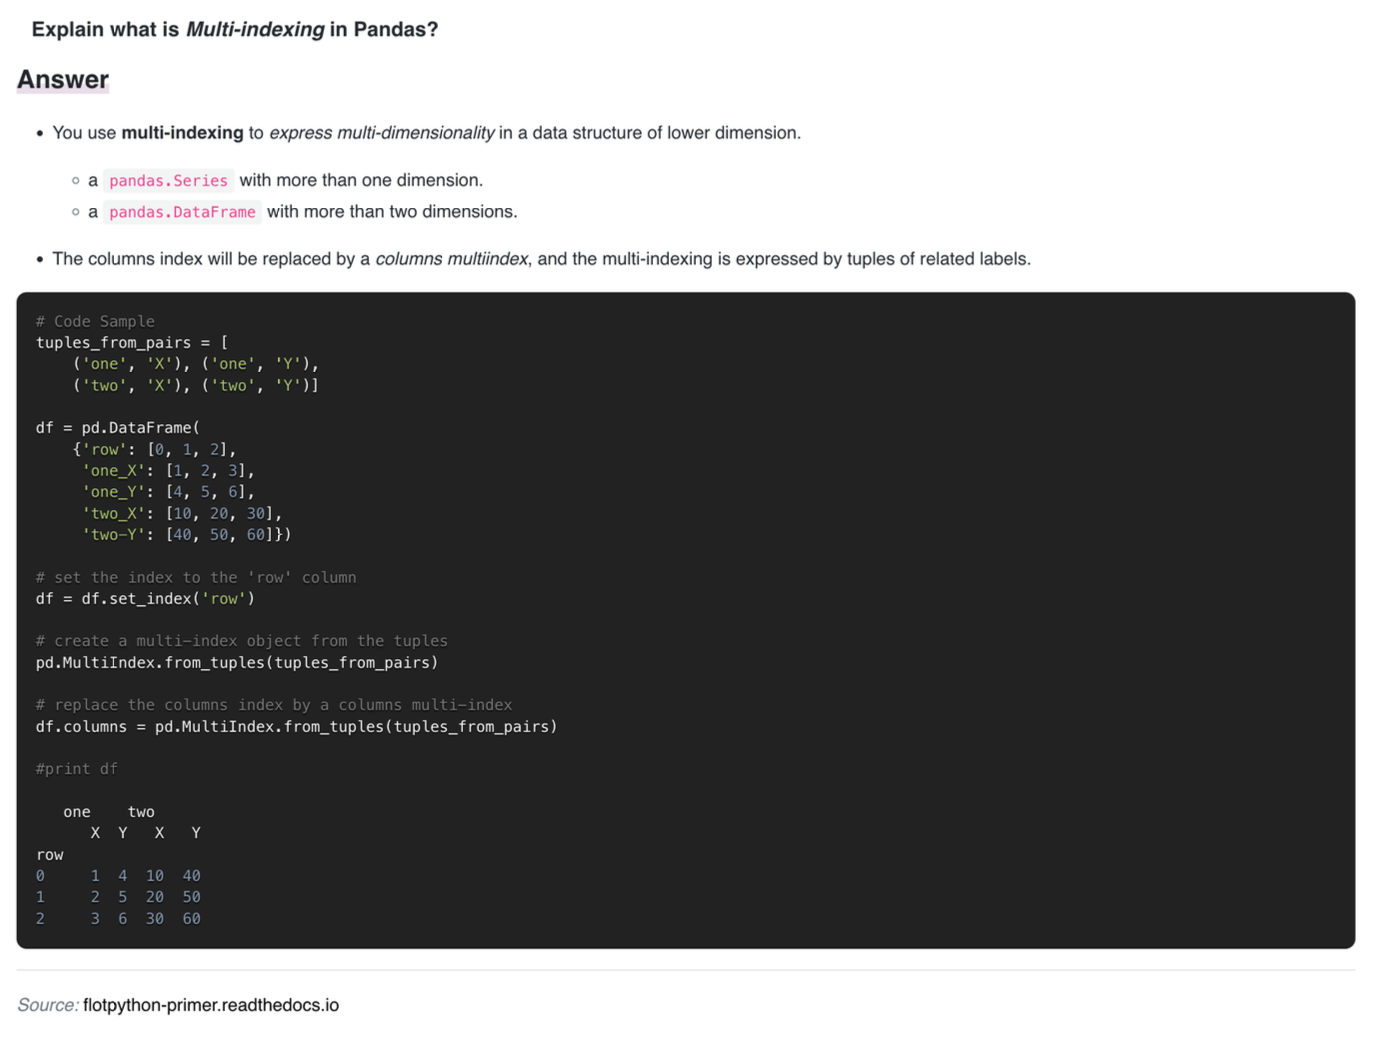 Explain what is Multi-indexing in Pandas?
Answer
• You use multi-indexing to express multi-dimensionality in a data structure of lower dimension.
◦ a pandas.Series with more than one dimension.
◦ a pandas.DataFrame with more than two dimensions.
• The columns index will be replaced by a columns multiindex, and the multi-indexing is expressed by tuples of related labels.
# Code Sample
tuples_from_pairs = [
    ('one', 'X'), ('one', 'Y'),
    ('two', 'X'), ('two', 'Y')]
df = pd.DataFrame(
    {'row': [0, 1, 2],
     'one_X': [1, 2, 3],
     'one_Y': [4, 5, 6],
     'two_X': [10, 20, 30],
     'two-Y': [40, 50, 60]})
# set the index to the 'row' column
df = df.set_index('row')
# create a multi-index object from the tuples
pd.MultiIndex.from_tuples(tuples_from_pairs)
# replace the columns index by a columns multi-index
df.columns = pd.MultiIndex.from_tuples(tuples_from_pairs)
#print df
   one    two
      X  Y   X   Y
row
0     1  4  10  40
1     2  5  20  50
2     3  6  30  60
Source: flotpython-primer.readthedocs.io